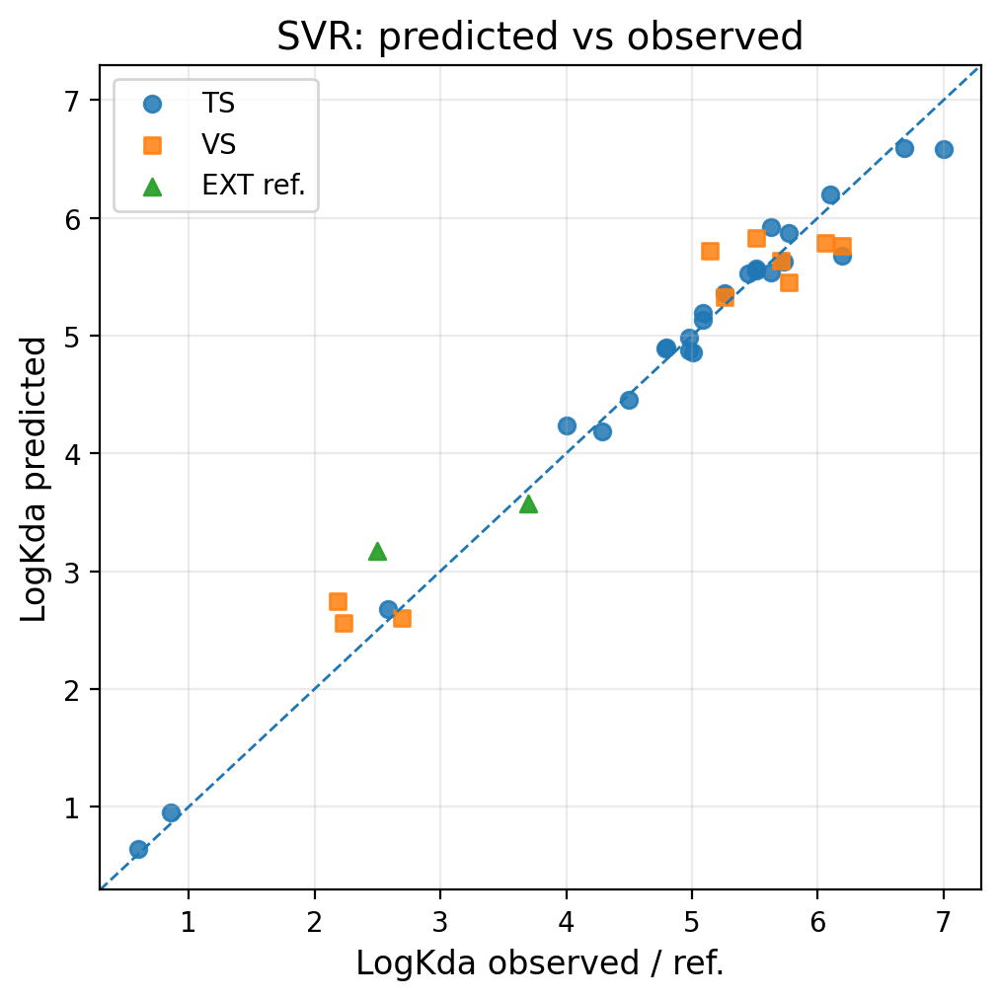 SVR: predicted vs observed
TS
VS
EXT ref.
LogKda predicted
7
6
5
4
3
2
1
1 2 3 4 5 6 7
LogKda observed / ref.